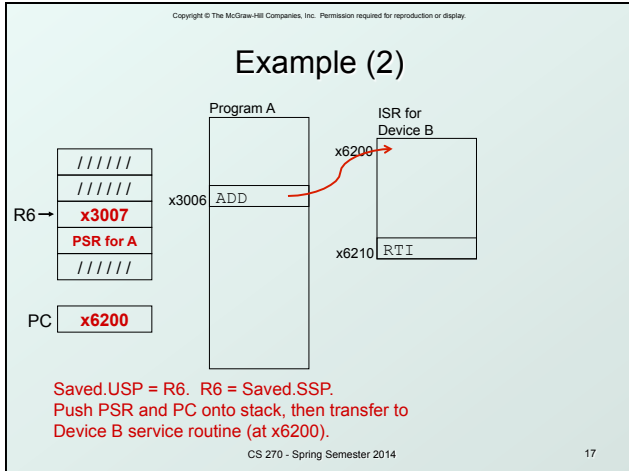 Copyright © The McGraw-Hill Companies, Inc. Permission required for reproduction or display.
Example (2)
Program A
ISR for
Device B
x6200
/ / / / / /
/ / / / / /
x3006 ADD
R6 x3007
PSR for A
x6210 RTI
/ / / / / /
PC x6200
Saved.USP = R6. R6 = Saved.SSP.
Push PSR and PC onto stack, then transfer to
Device B service routine (at x6200).
CS 270 - Spring Semester 2014
17